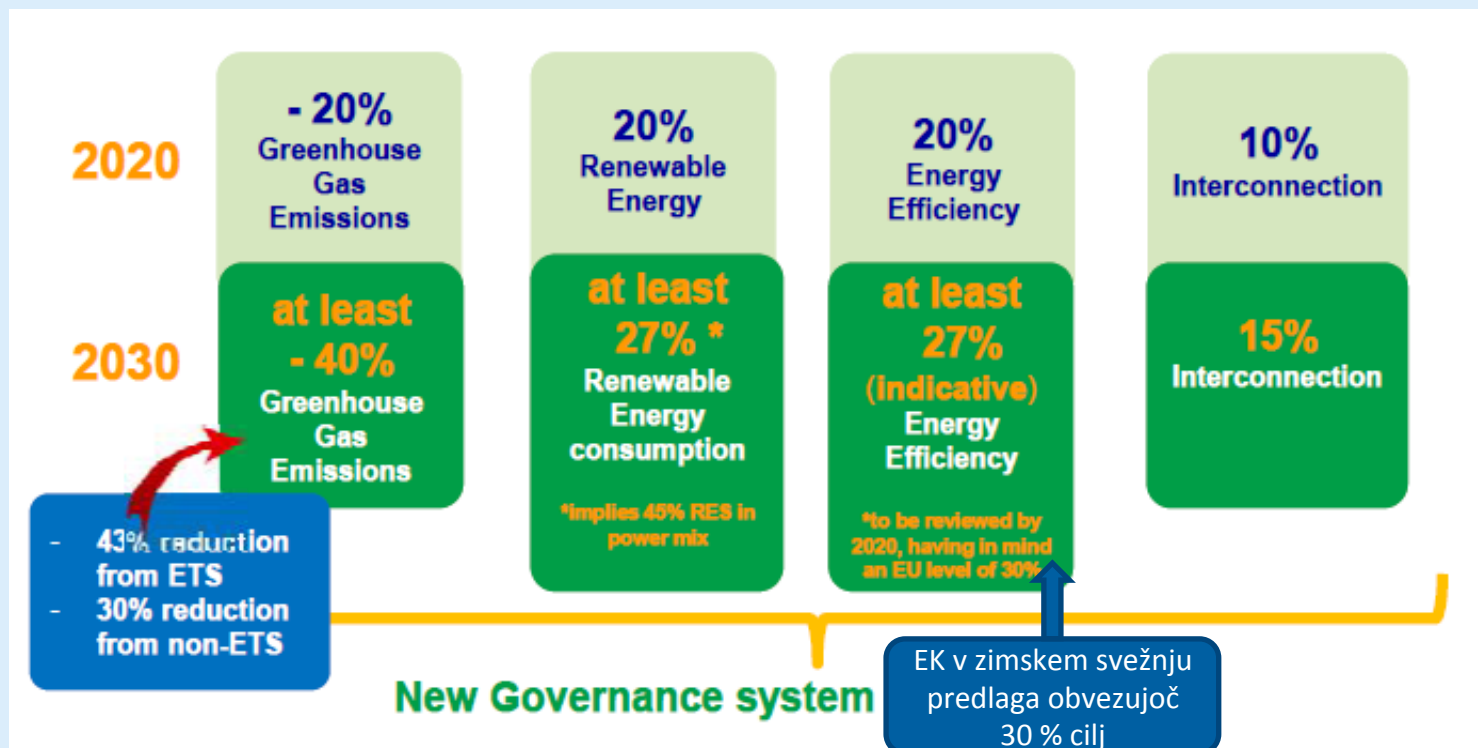 2020
- 20%
Greenhouse
Gas
Emissions
20%
Renewable
Energy
20%
Energy
Efficiency
10%
Interconnection
2030
at least
- 40%
Greenhouse
Gas
Emissions
at least
27% *
Renewable
Energy
consumption
*implies 45% RES in
power mix
at least
27%
(indicative)
Energy
Efficiency
*to be reviewed by
2020, having in mind
an EU level of 30%
15%
Interconnection
- 43% reduction
from ETS
- 30% reduction
from non-ETS
New Governance system
EK v zimskem svežnju
predlaga obvezujoč
30 % cilj